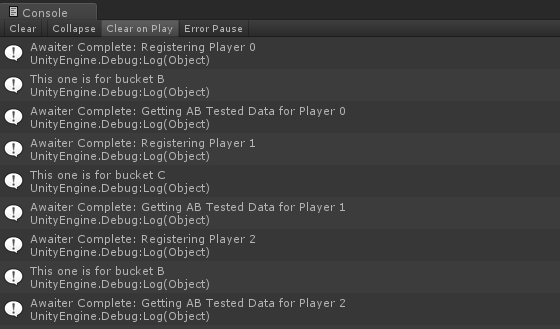 Console
Clear Collapse Clear on Play Error Pause
Awaiter Complete: Registering Player 0
UnityEngine.Debug:Log(Object)
This one is for bucket B
UnityEngine.Debug:Log(Object)
Awaiter Complete: Getting AB Tested Data for Player 0
UnityEngine.Debug:Log(Object)
Awaiter Complete: Registering Player 1
UnityEngine.Debug:Log(Object)
This one is for bucket C
UnityEngine.Debug:Log(Object)
Awaiter Complete: Getting AB Tested Data for Player 1
UnityEngine.Debug:Log(Object)
Awaiter Complete: Registering Player 2
UnityEngine.Debug:Log(Object)
This one is for bucket B
UnityEngine.Debug:Log(Object)
Awaiter Complete: Getting AB Tested Data for Player 2
UnityEngine.Debug:Log(Object)